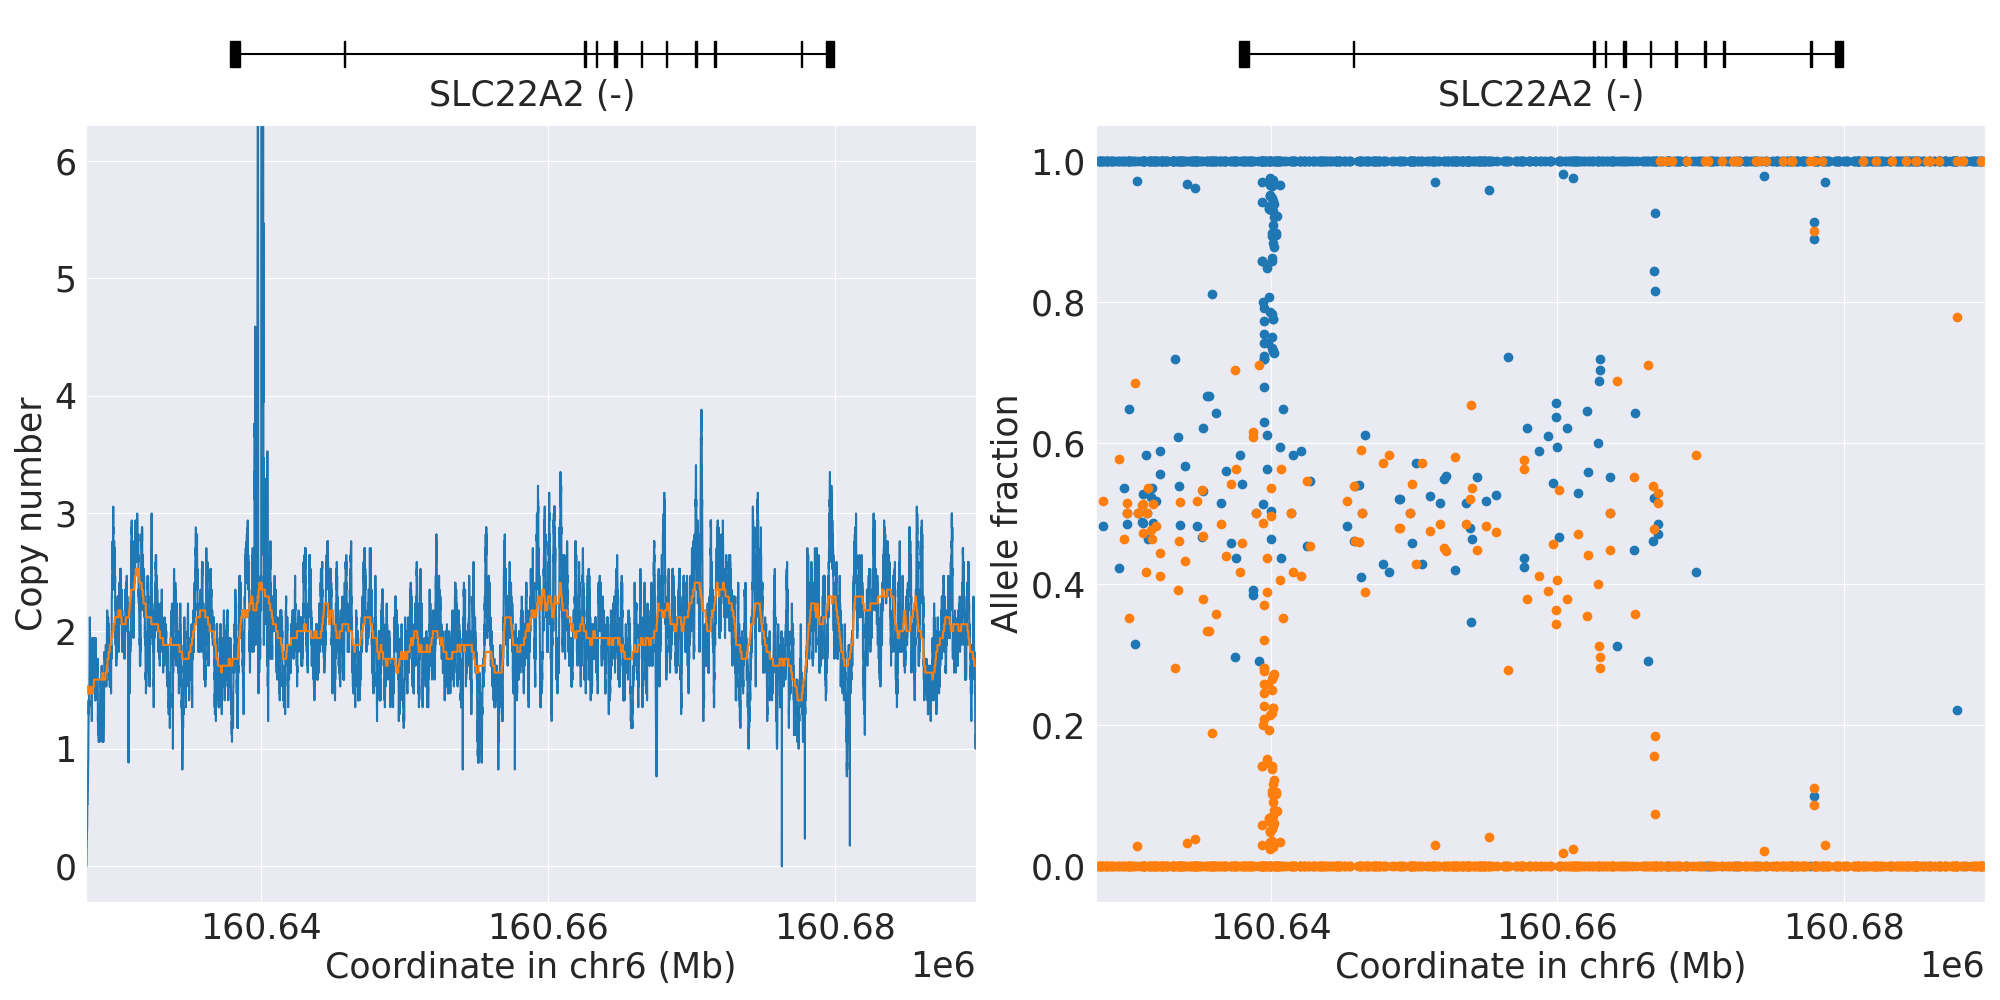 SLC22A2 (-)
6
5
4
3
2
1
0
Copy number
160.64 160.66 160.68
Coordinate in chr6 (Mb) 1e6
SLC22A2 (-)
1.0
0.8
0.6
0.4
0.2
0.0
Allele fraction
160.64 160.66 160.68
Coordinate in chr6 (Mb) 1e6